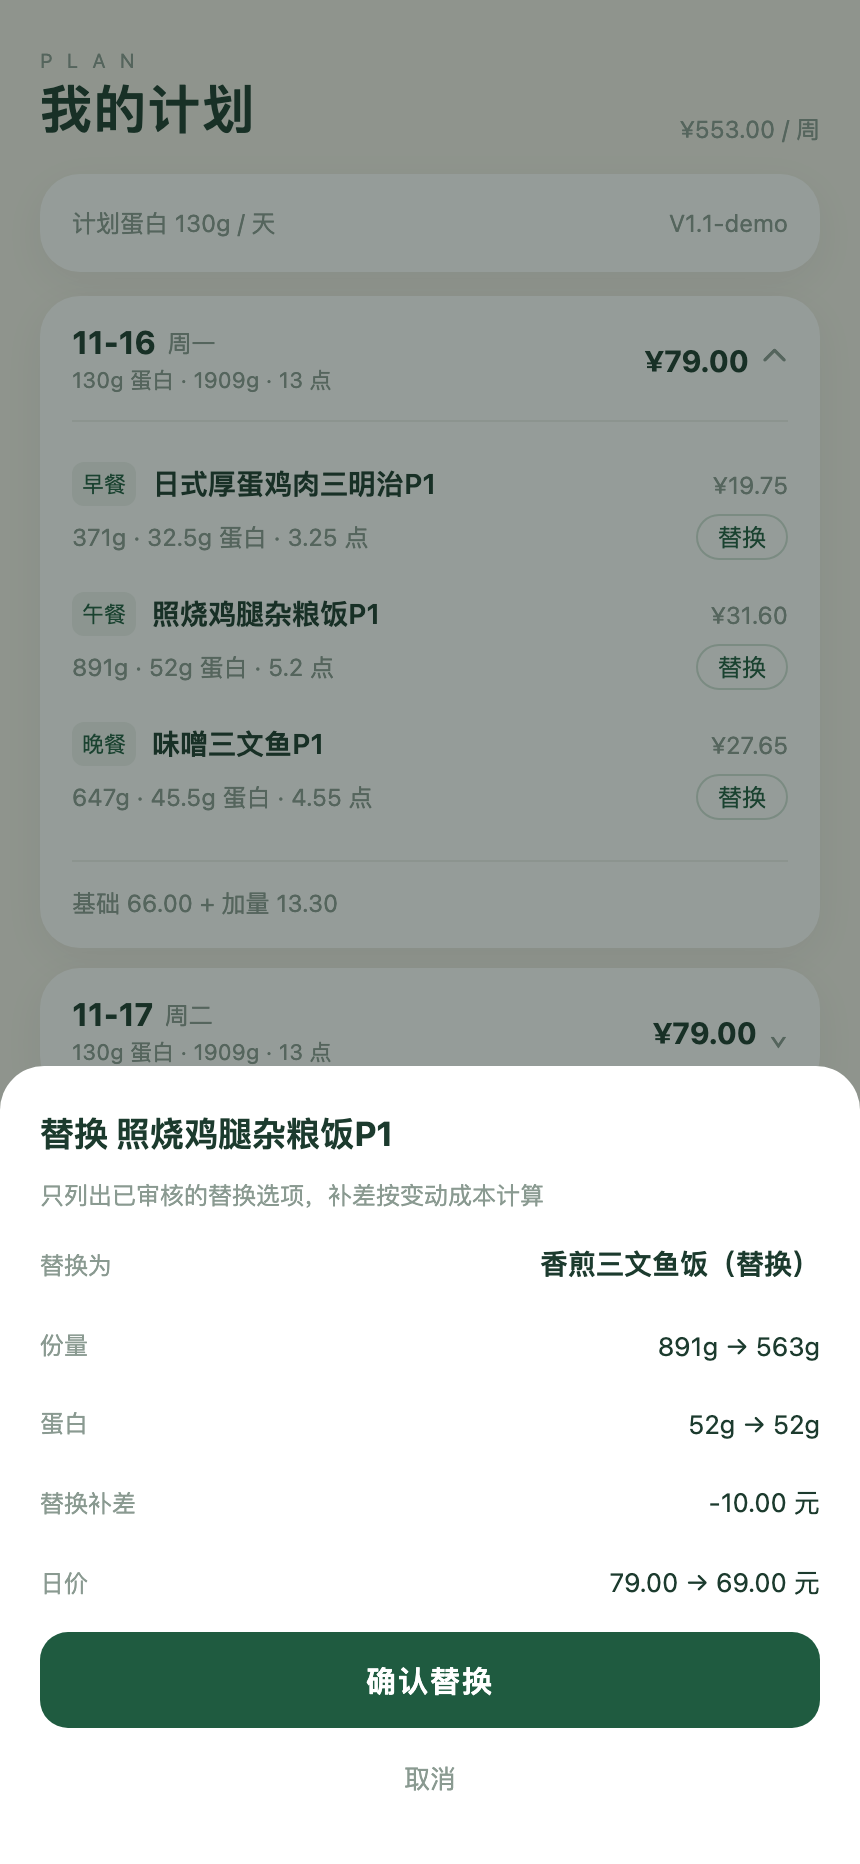 PLAN
我的计划
¥553.00 / 周
计划蛋白 130g / 天
V1.1-demo
11-16 周一
¥79.00
130g 蛋白 · 1909g · 13 点
早餐 日式厚蛋鸡肉三明治P1
¥19.75
371g · 32.5g 蛋白 · 3.25 点
替换
午餐 照烧鸡腿杂粮饭P1
¥31.60
891g · 52g 蛋白 · 5.2 点
替换
晚餐 味噌三文鱼P1
¥27.65
647g · 45.5g 蛋白 · 4.55 点
替换
基础 66.00 + 加量 13.30
11-17 周二
¥79.00
130g 蛋白 · 1909g · 13 点
替换 照烧鸡腿杂粮饭P1
只列出已审核的替换选项，补差按变动成本计算
替换为
香煎三文鱼饭（替换）
份量
891g → 563g
蛋白
52g → 52g
替换补差
-10.00 元
日价
79.00 → 69.00 元
确认替换
取消